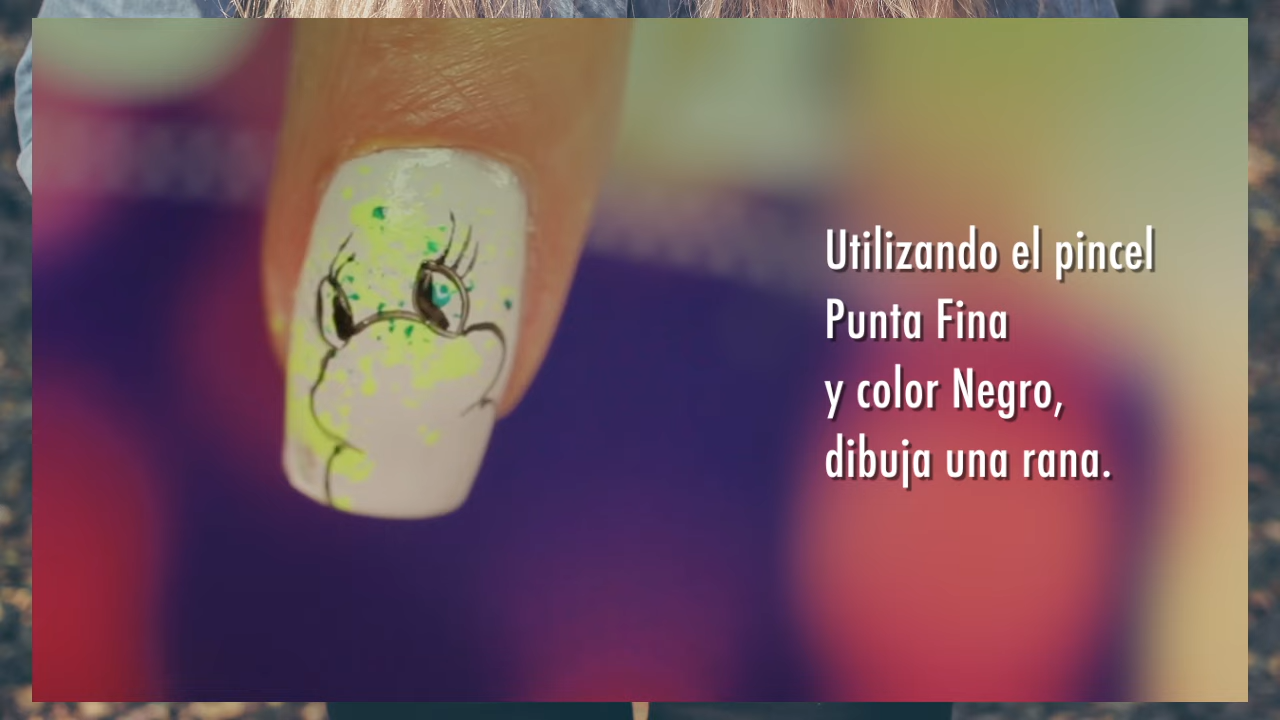 Utilizando el pincel
Punta Fina
y color Negro,
dibuja una rana.